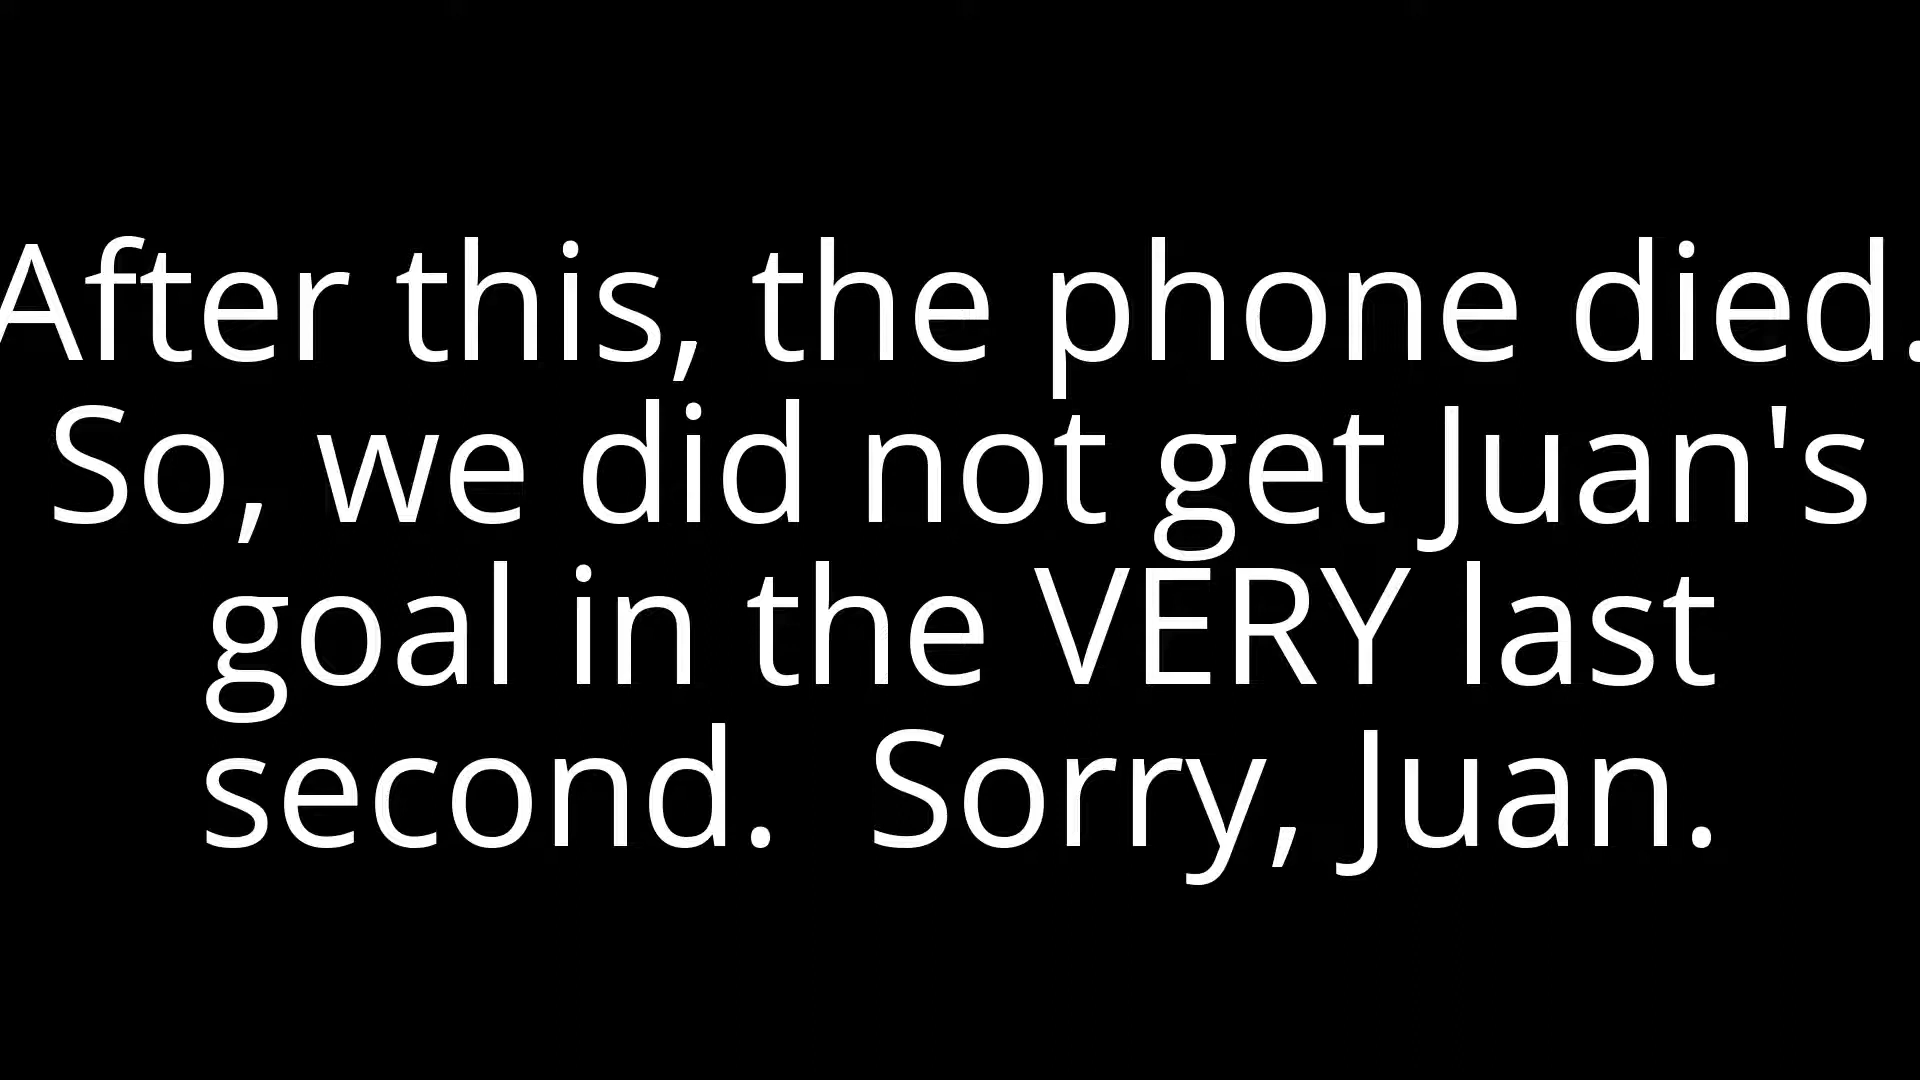 After this, the phone died.
So, we did not get Juan's
goal in the VERY last
second.  Sorry, Juan.